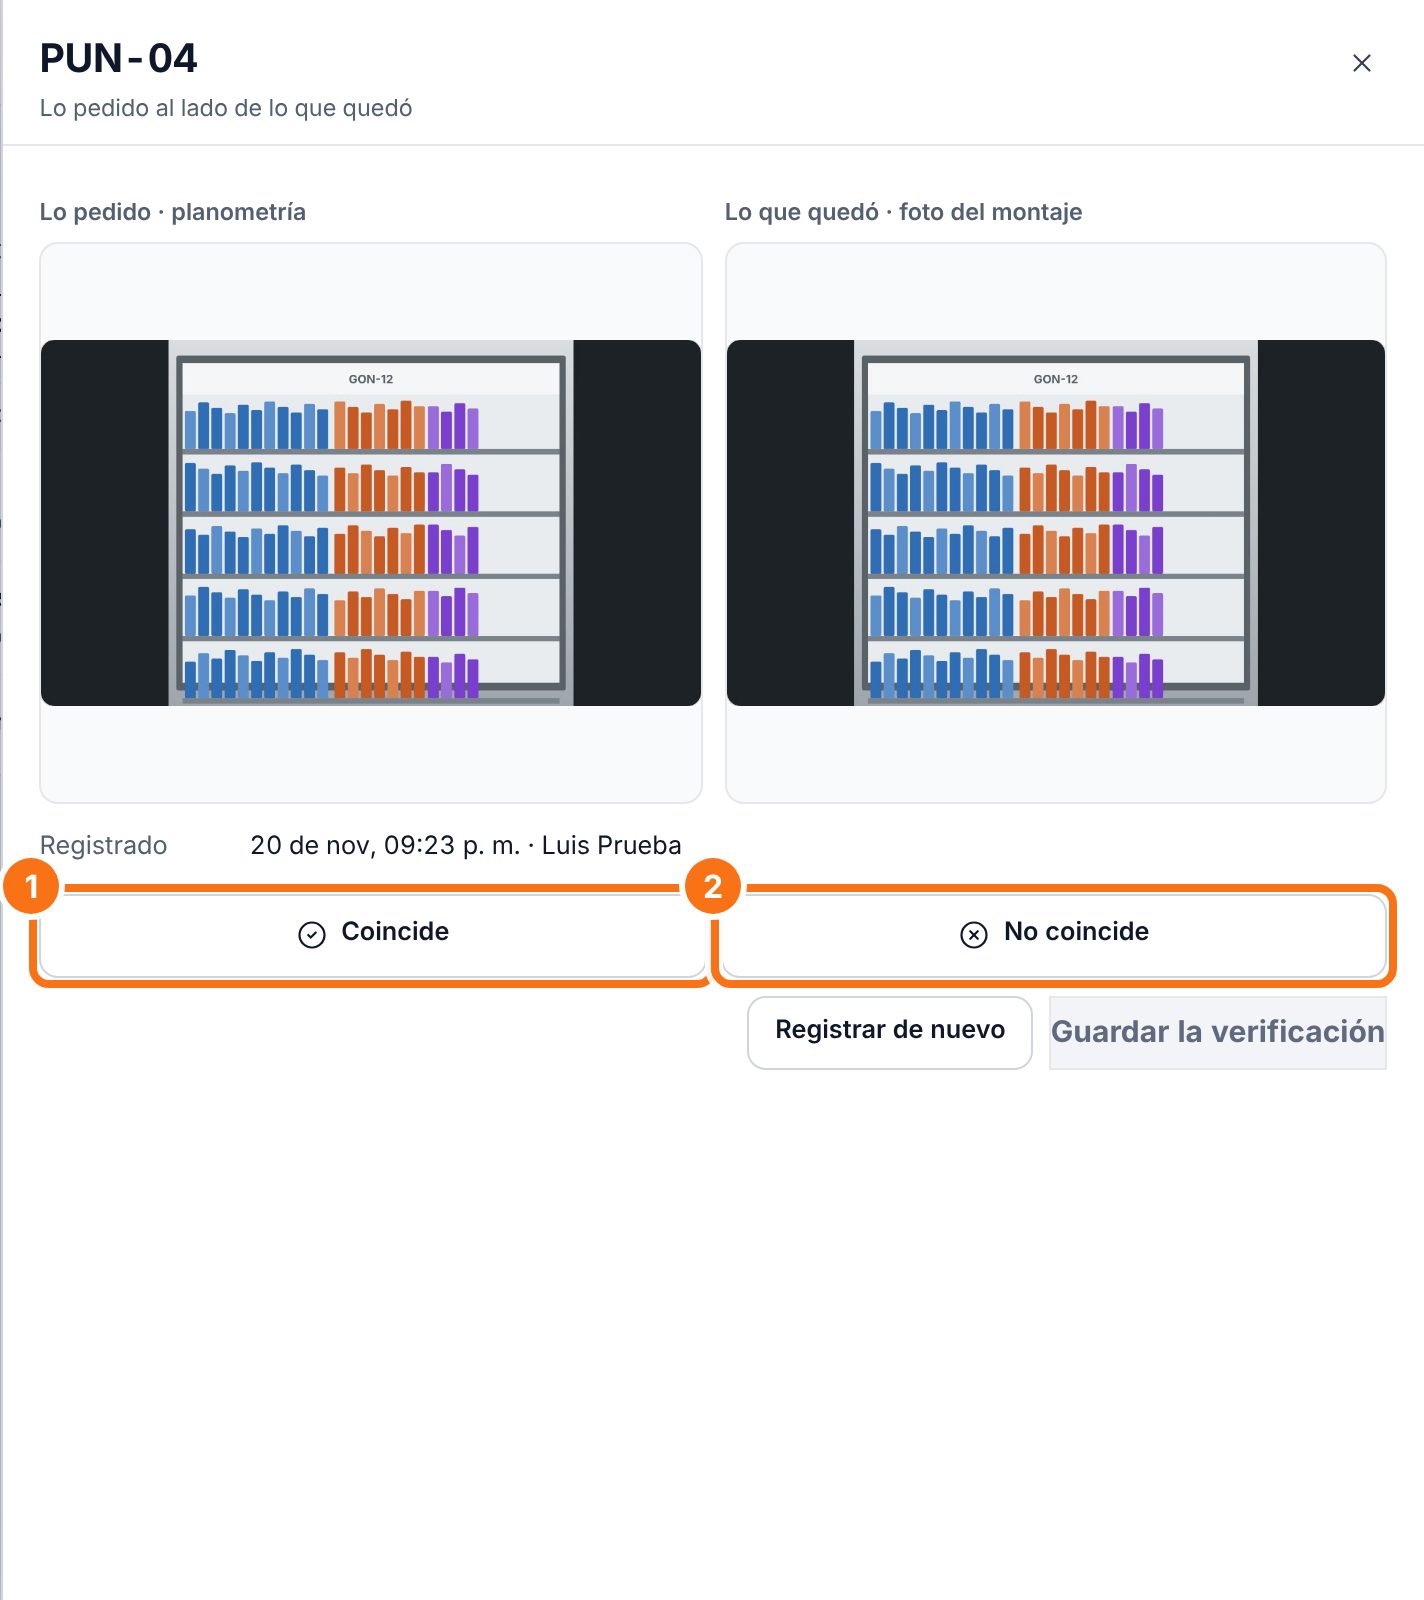 PUN-04
Lo pedido al lado de lo que quedó
Lo pedido · planometría
Lo que quedó · foto del montaje
GON-12
GON-12
Registrado 20 de nov, 09:23 p. m. · Luis Prueba
1
2
Coincide
No coincide
Registrar de nuevo
Guardar la verificación